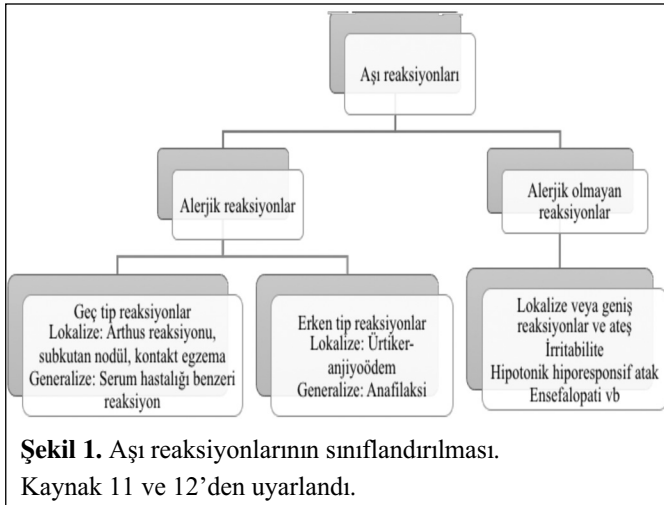 Aşı reaksiyonları
Alerjik reaksiyonlar
Alerjik olmayan
reaksiyonlar
Geç tip reaksiyonlar
Lokalize: Arthus reaksiyonu,
subkutan nodül, kontakt egzema
Generalize: Serum hastalığı benzeri
reaksiyon
Erken tip reaksiyonlar
Lokalize: Ürtiker-
anjiyoödem
Generalize: Anafilaksi
Lokalize veya geniş
reaksiyonlar ve ateş
İrritabilite
Hipotonik hiporesponsif atak
Ensefalopati vb
Şekil 1. Aşı reaksiyonlarının sınıflandırılması.
Kaynak 11 ve 12’den uyarlandı.